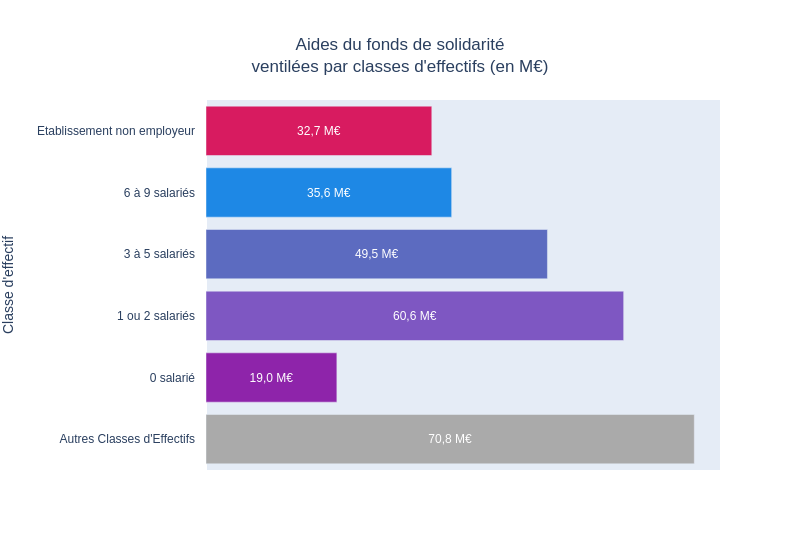 Aides du fonds de solidarité
ventilées par classes d'effectifs (en M€)
Classe d'effectif
Etablissement non employeur
32,7 M€
6 à 9 salariés
35,6 M€
3 à 5 salariés
49,5 M€
1 ou 2 salariés
60,6 M€
0 salarié
19,0 M€
Autres Classes d'Effectifs
70,8 M€